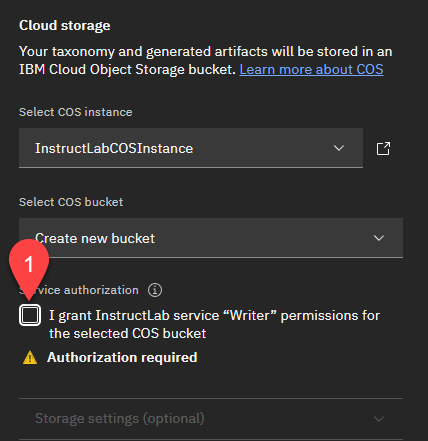 Cloud storage
Your taxonomy and generated artifacts will be stored in an
IBM Cloud Object Storage bucket. Learn more about COS
Select COS instance
InstructLabCOSInstance
Select COS bucket
Create new bucket
1
Service authorization
I grant InstructLab service “Writer” permissions for
the selected COS bucket
Authorization required
Storage settings (optional)